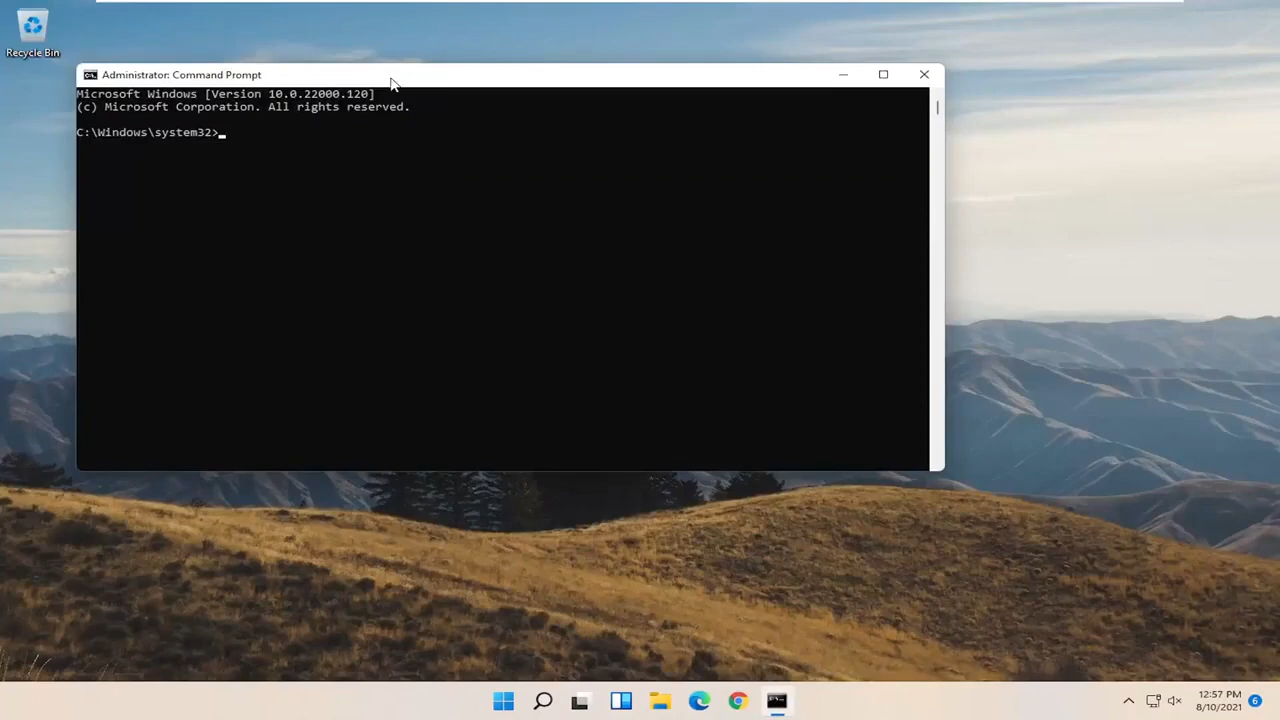 Recycle Bin
Administrator: Command Prompt
Microsoft Windows [Version 10.0.22000.120]
(c) Microsoft Corporation. All rights reserved.
C:\Windows\system32>
12:57 PM
8/10/2021
6